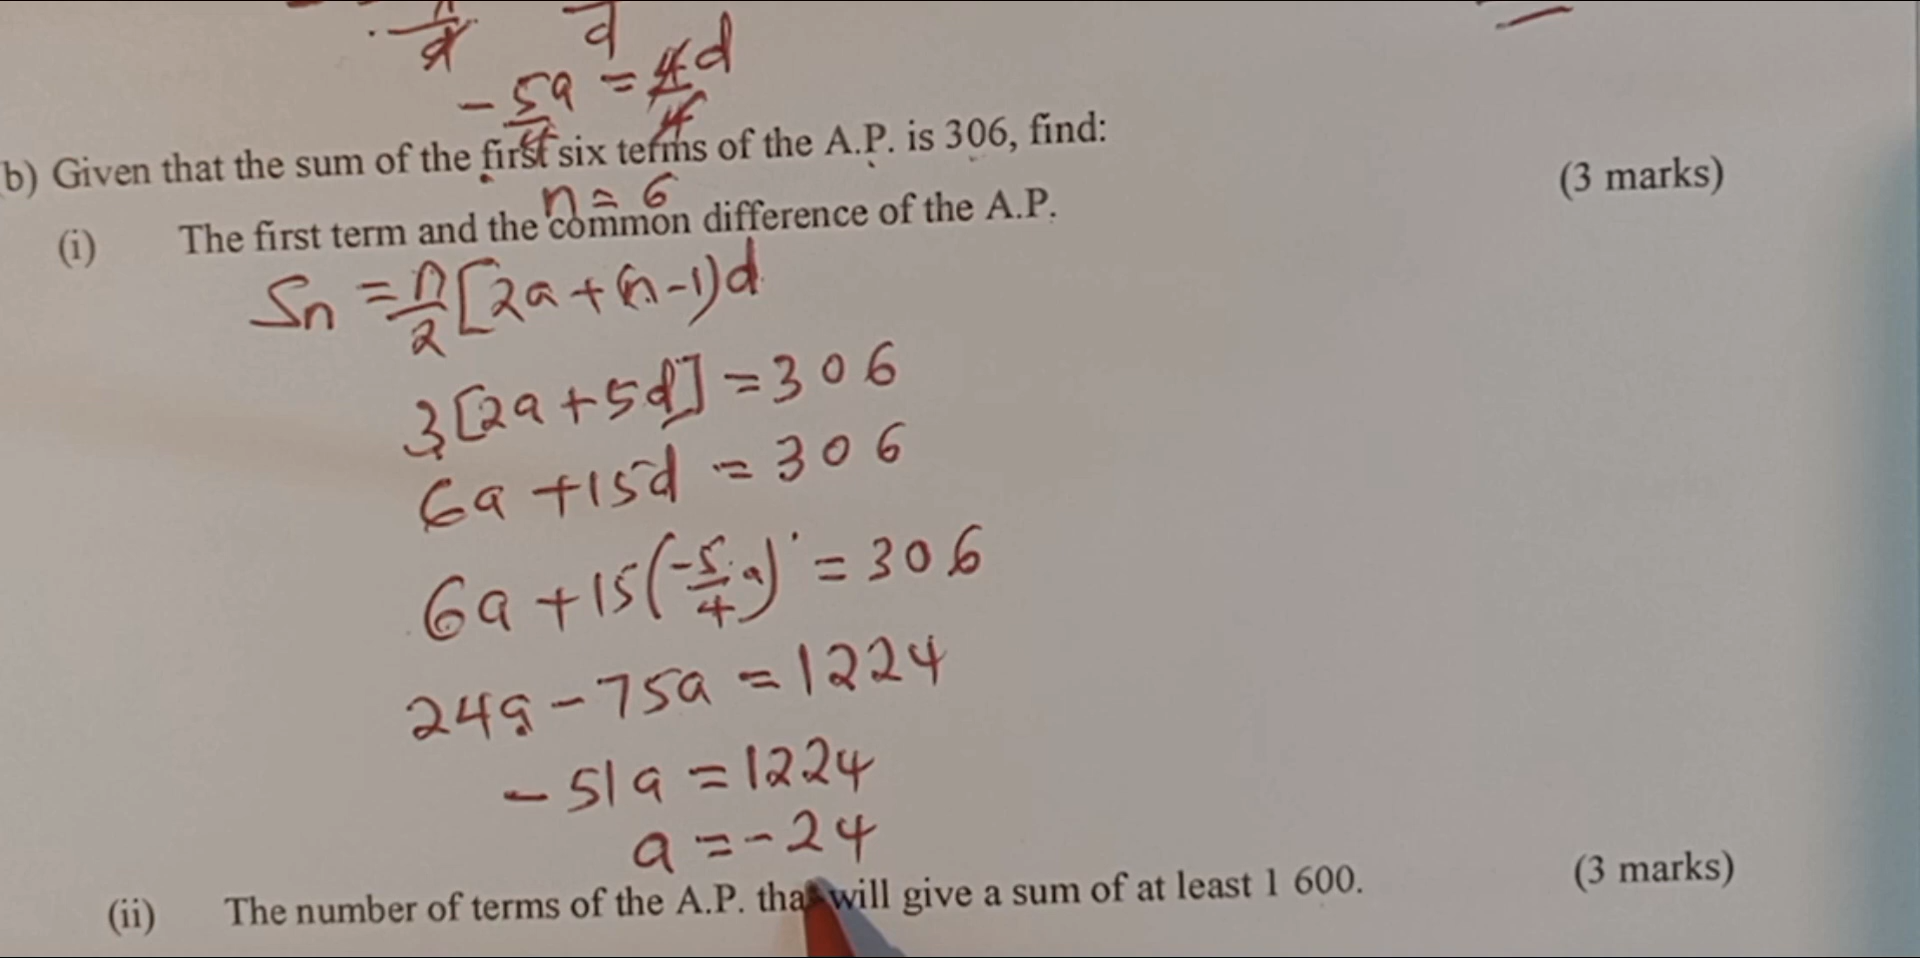 d
-5a = 4d
4 4
b) Given that the sum of the first six terms of the A.P. is 306, find:
n = 6
(3 marks)
(i) The first term and the common difference of the A.P.
Sn = n/2 [2a + (n-1)d
3[2a + 5d] = 306
6a + 15d = 306
6a + 15(-5/4 a) = 306
24a - 75a = 1224
- 51a = 1224
a = -24
(ii) The number of terms of the A.P. that will give a sum of at least 1 600. (3 marks)